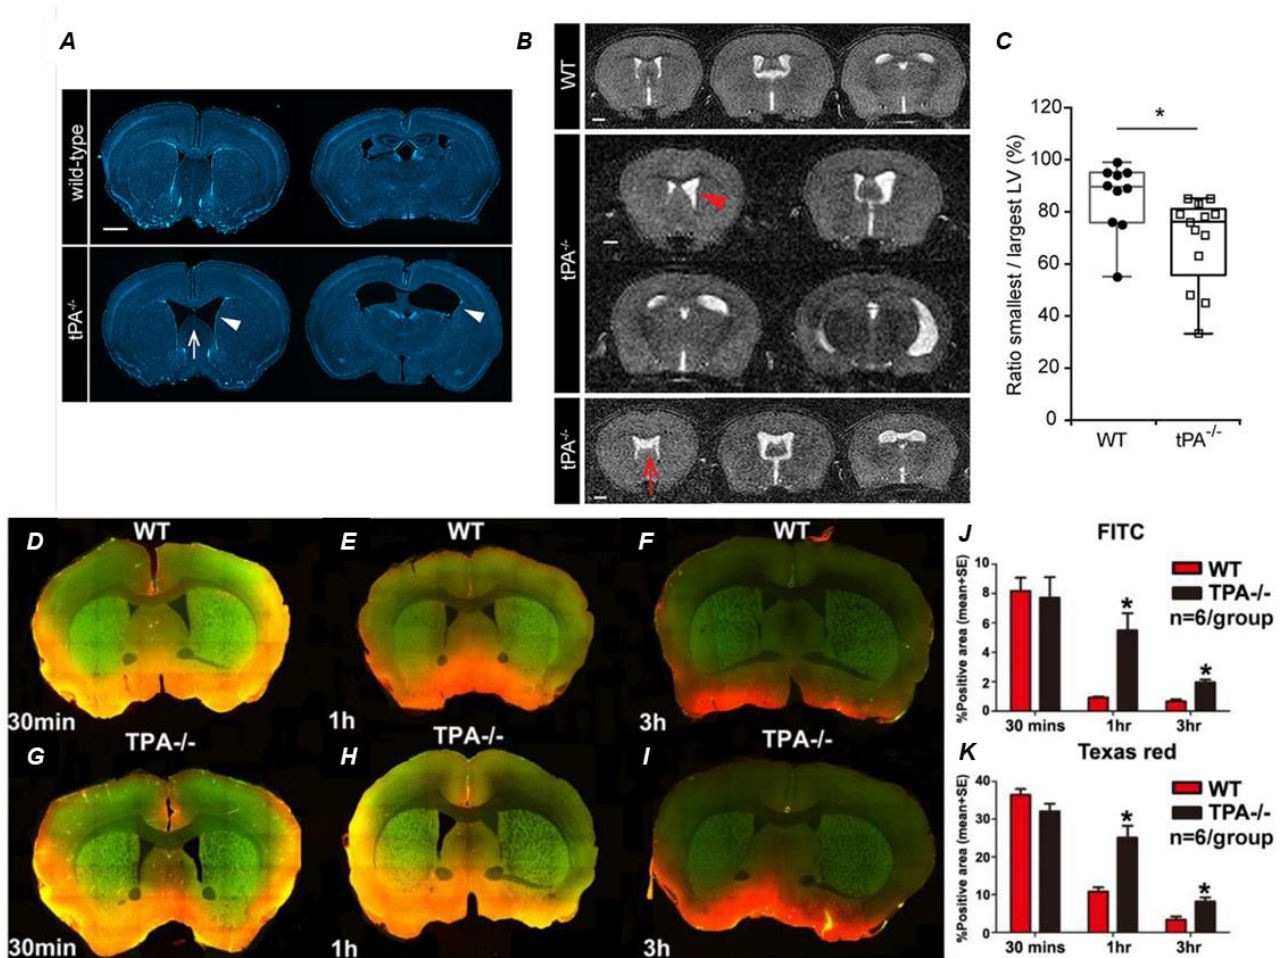 A
B
C
wild-type
tPA-/-
WT
tPA-/-
tPA-/-
Ratio smallest / largest LV (%)
120
100
80
60
40
20
0
*
WT
tPA-/-
D
WT
30min
E
WT
1h
F
WT
3h
G
TPA-/-
30min
H
TPA-/-
1h
I
TPA-/-
3h
J
FITC
%Positive area (mean+SE)
10
8
6
4
2
0
*
*
WT
TPA-/-
n=6/group
30 mins 1hr 3hr
K
Texas red
%Positive area (mean+SE)
40
30
20
10
0
*
*
WT
TPA-/-
n=6/group
30 mins 1hr 3hr